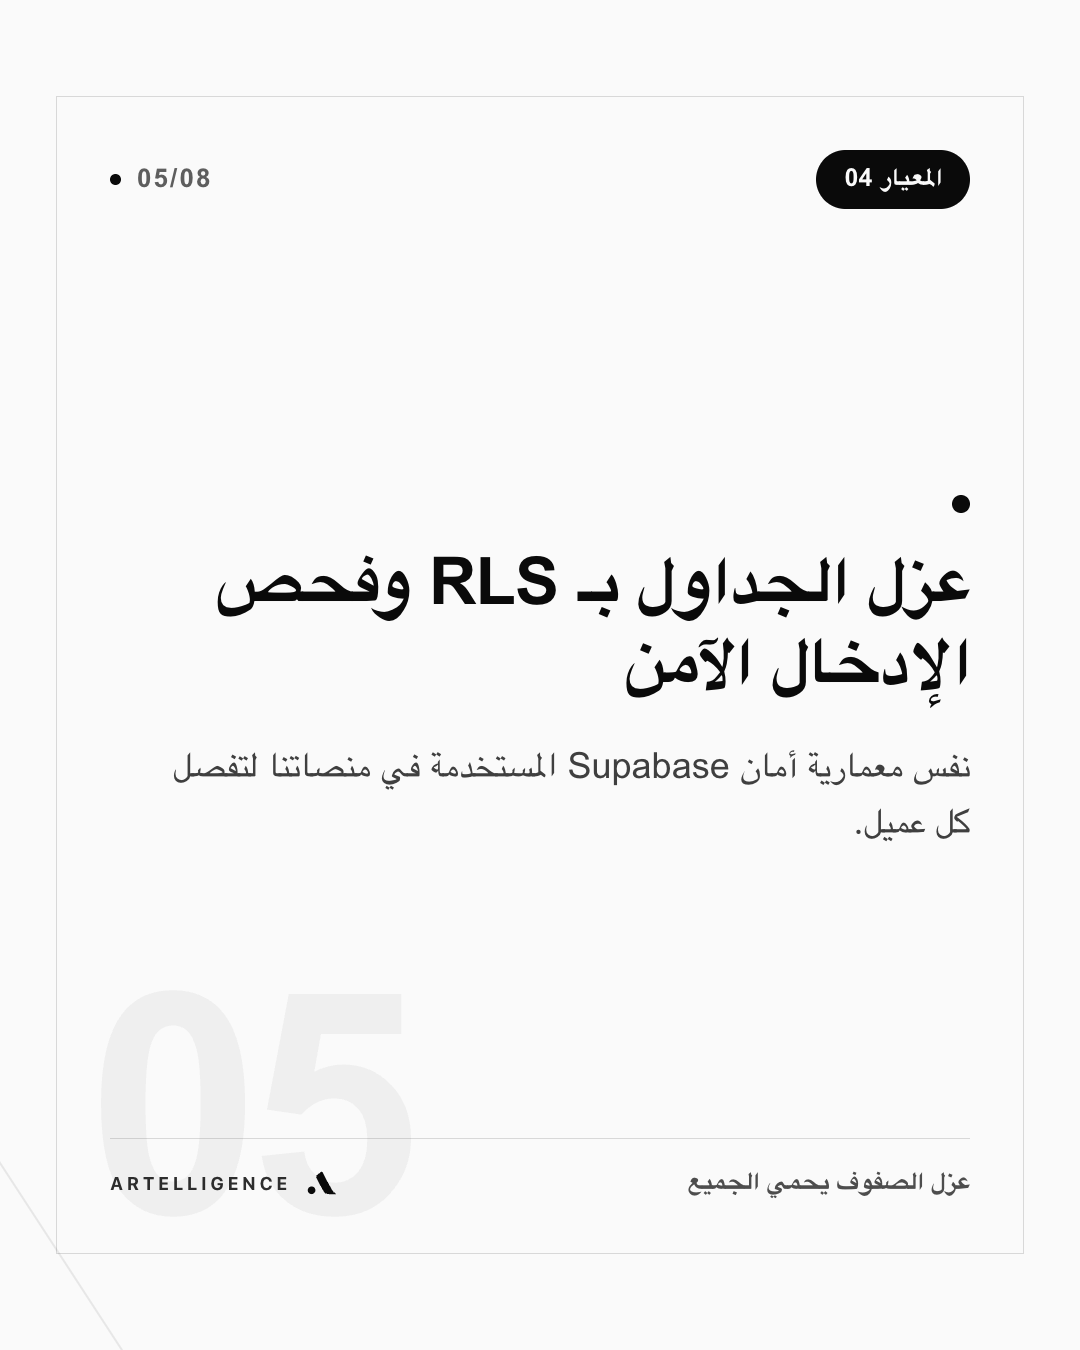 المعيار 04
05/08
عزل الجداول بـ RLS وفحص
الإدخال الآمن
نفس معمارية أمان Supabase المستخدمة في منصاتنا لتفصل
كل عميل.
05
عزل الصفوف يحمي الجميع
ARTELLIGENCE